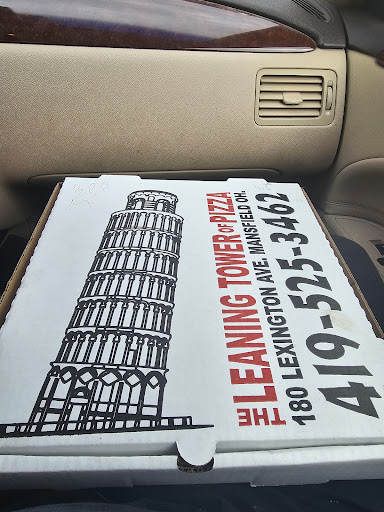 THE LEANING TOWER OF PIZZA
180 LEXINGTON AVE. MANSFIELD OH.
419-525-3462